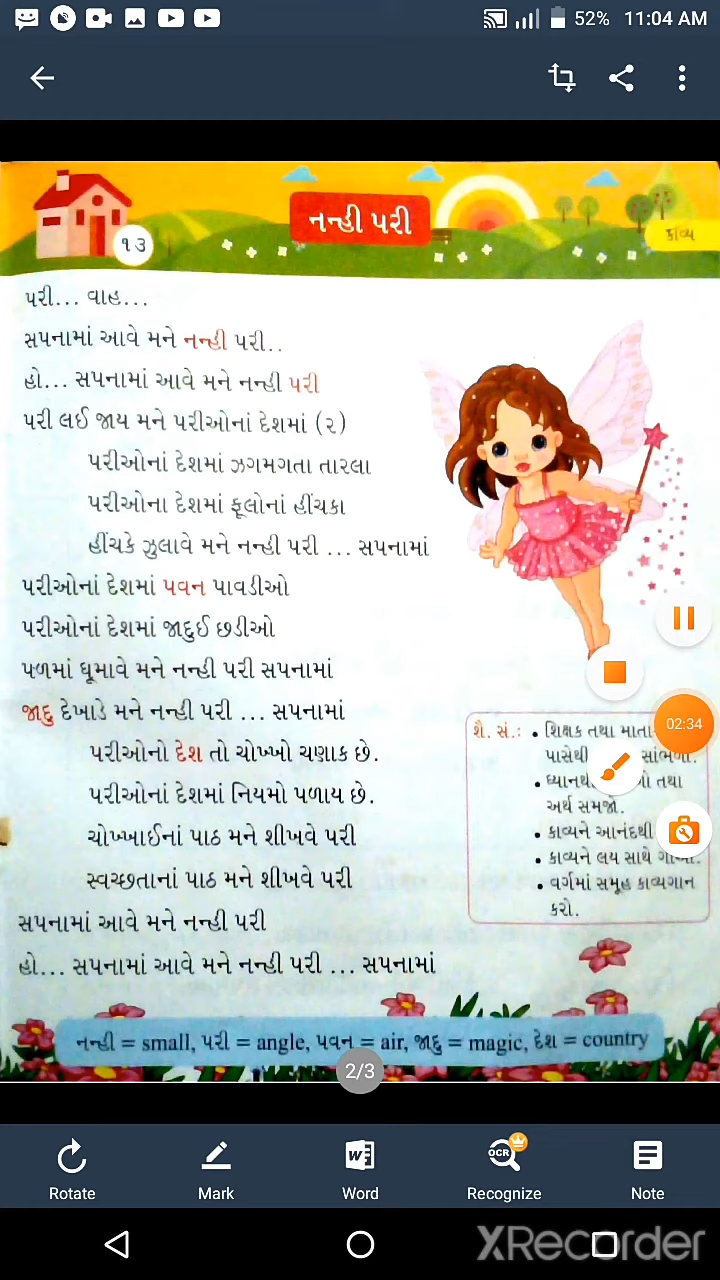 52% 11:04 AM
નન્હી પરી
૧૩
કાવ્ય
પરી... વાહ...
સપનામાં આવે મને નન્હી પરી..
હો... સપનામાં આવે મને નન્હી પરી
પરી લઈ જાય મને પરીઓનાં દેશમાં (૨)
પરીઓનાં દેશમાં ઝગમગતા તારલા
પરીઓના દેશમાં ફૂલોનાં હીંચકા
હીંચકે ઝુલાવે મને નન્હી પરી ... સપનામાં
પરીઓનાં દેશમાં પવન પાવડીઓ
પરીઓનાં દેશમાં જાદુઈ છડીઓ
પળમાં ઘૂમાવે મને નન્હી પરી સપનામાં
જાદુ દેખાડે મને નન્હી પરી ... સપનામાં
પરીઓનો દેશ તો ચોખ્ખો ચણાક છે.
પરીઓનાં દેશમાં નિયમો પળાય છે.
ચોખ્ખાઈનાં પાઠ મને શીખવે પરી
સ્વચ્છતાનાં પાઠ મને શીખવે પરી
સપનામાં આવે મને નન્હી પરી
હો... સપનામાં આવે મને નન્હી પરી ... સપનામાં
શૈ. સં.: • શિક્ષક તથા માતા
પાસેથી સાંભળો.
• તથા
અર્થ સમજો.
• કાવ્યને આનંદથી
• કાવ્યને લય સાથે
• વર્ગમાં સમૂહ કાવ્યગાન
કરો.
02:34
નન્હી = small, પરી = angle, પવન = air, જાદુ = magic, દેશ = country
2/3
Rotate Mark Word Recognize Note
OCR
XRecorder